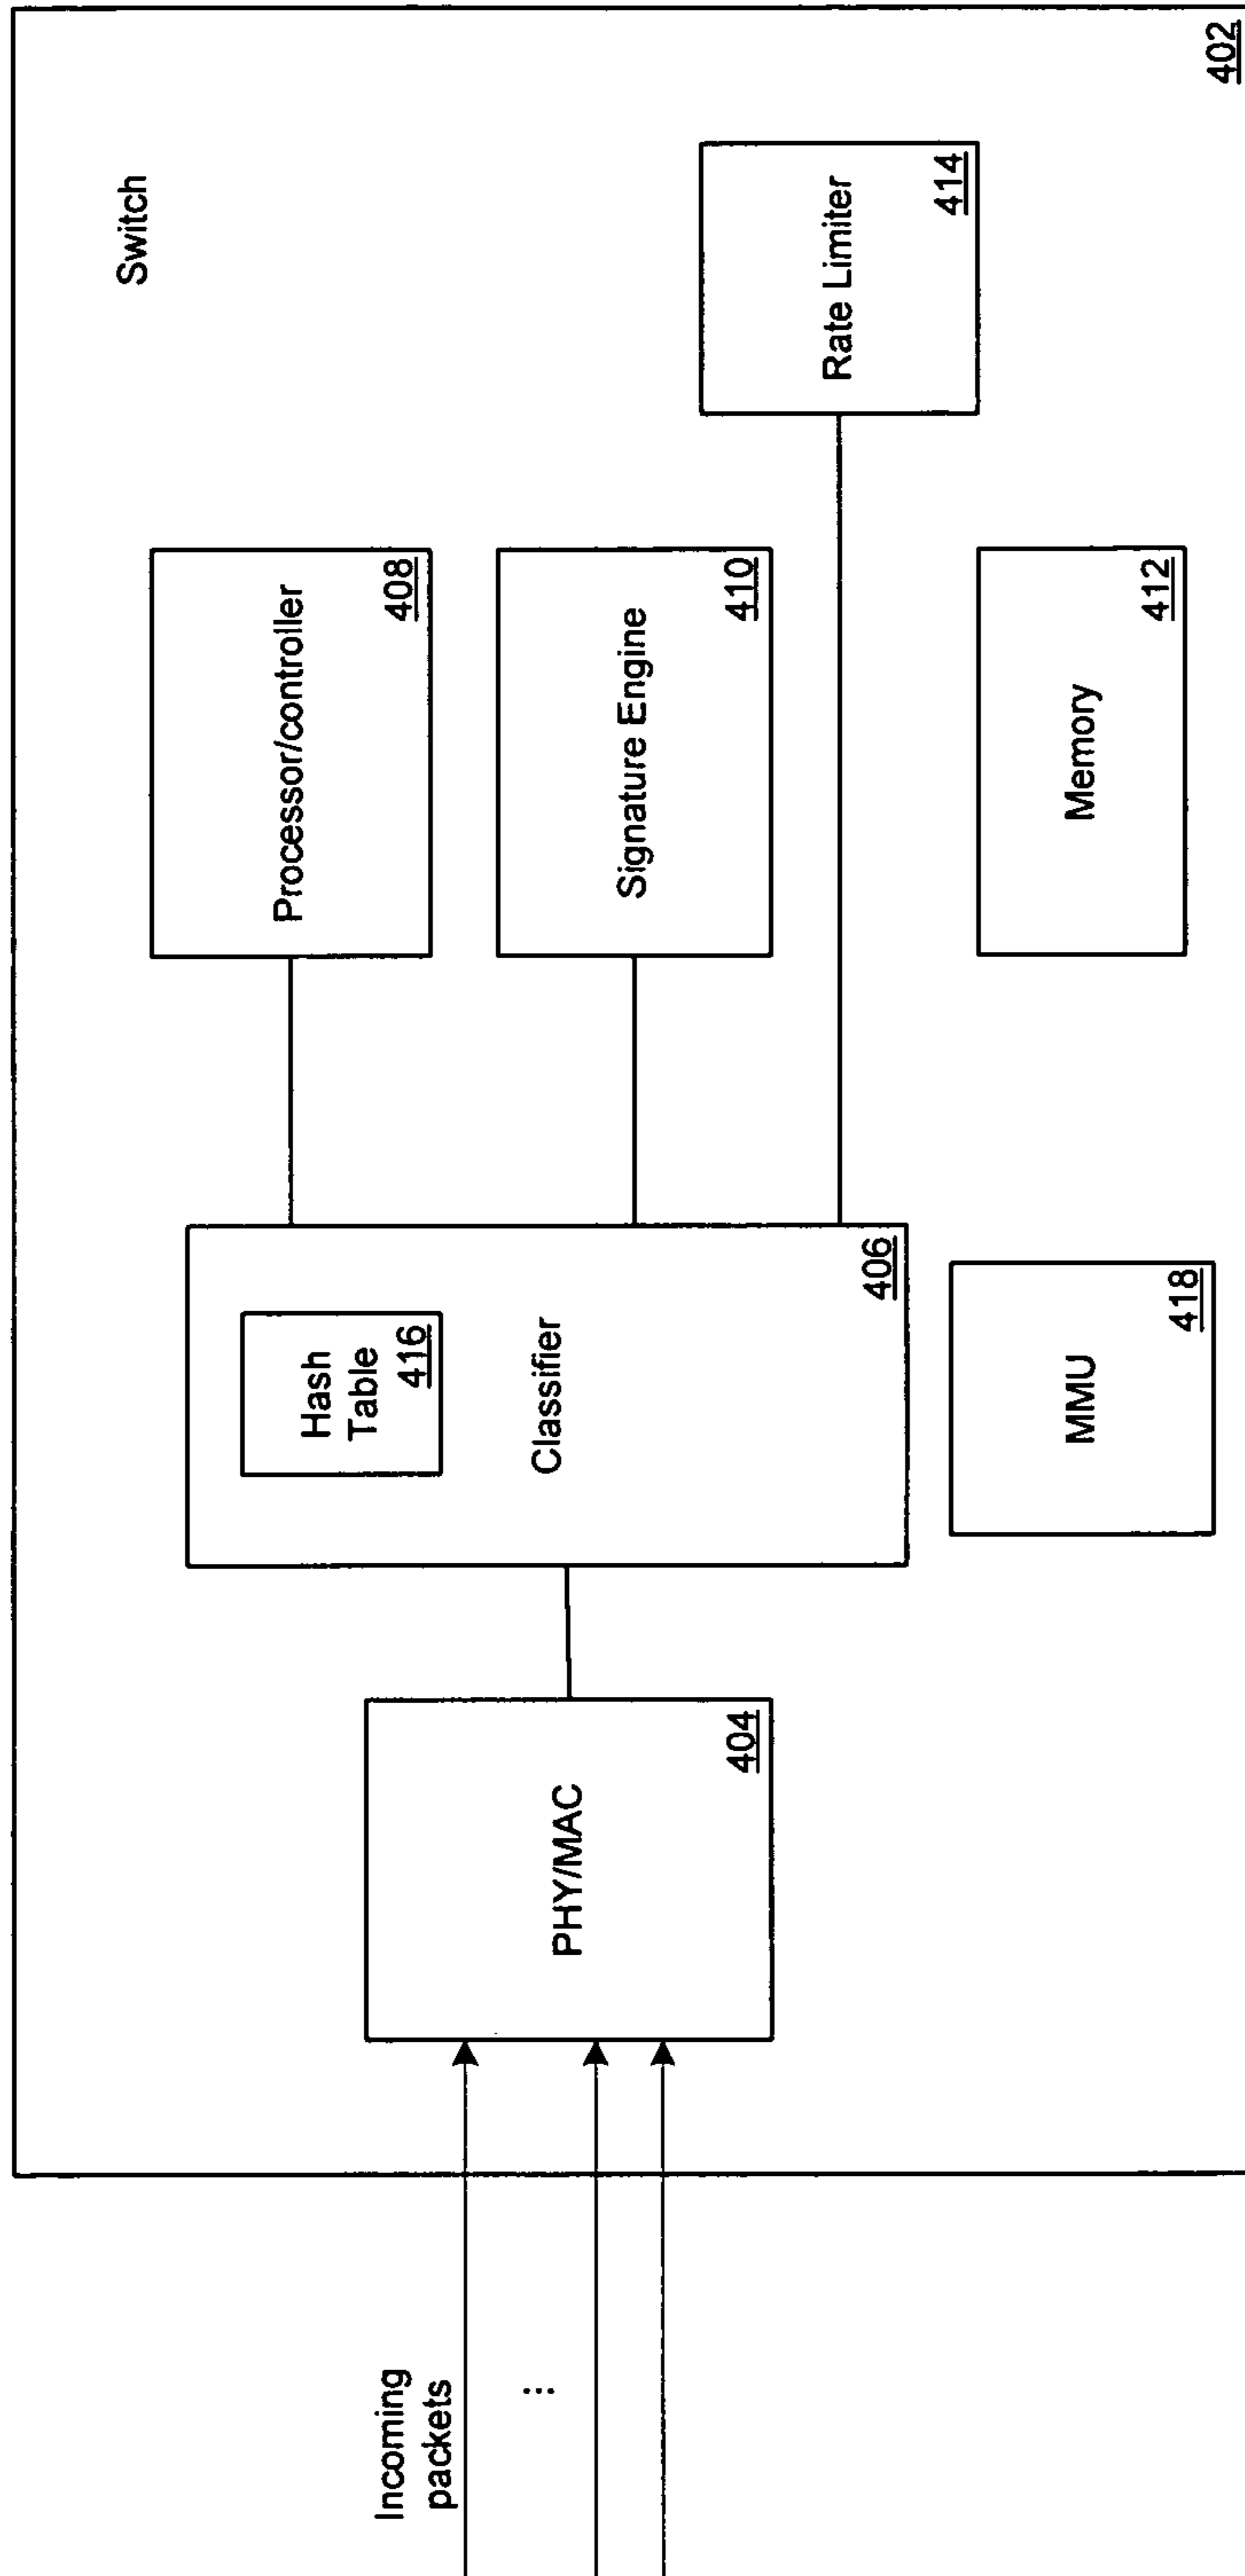 Switch
402
Incoming
packets
...
PHY/MAC
404
Hash
Table
416
Classifier
406
Processor/controller
408
Signature Engine
410
Rate Limiter
414
MMU
418
Memory
412